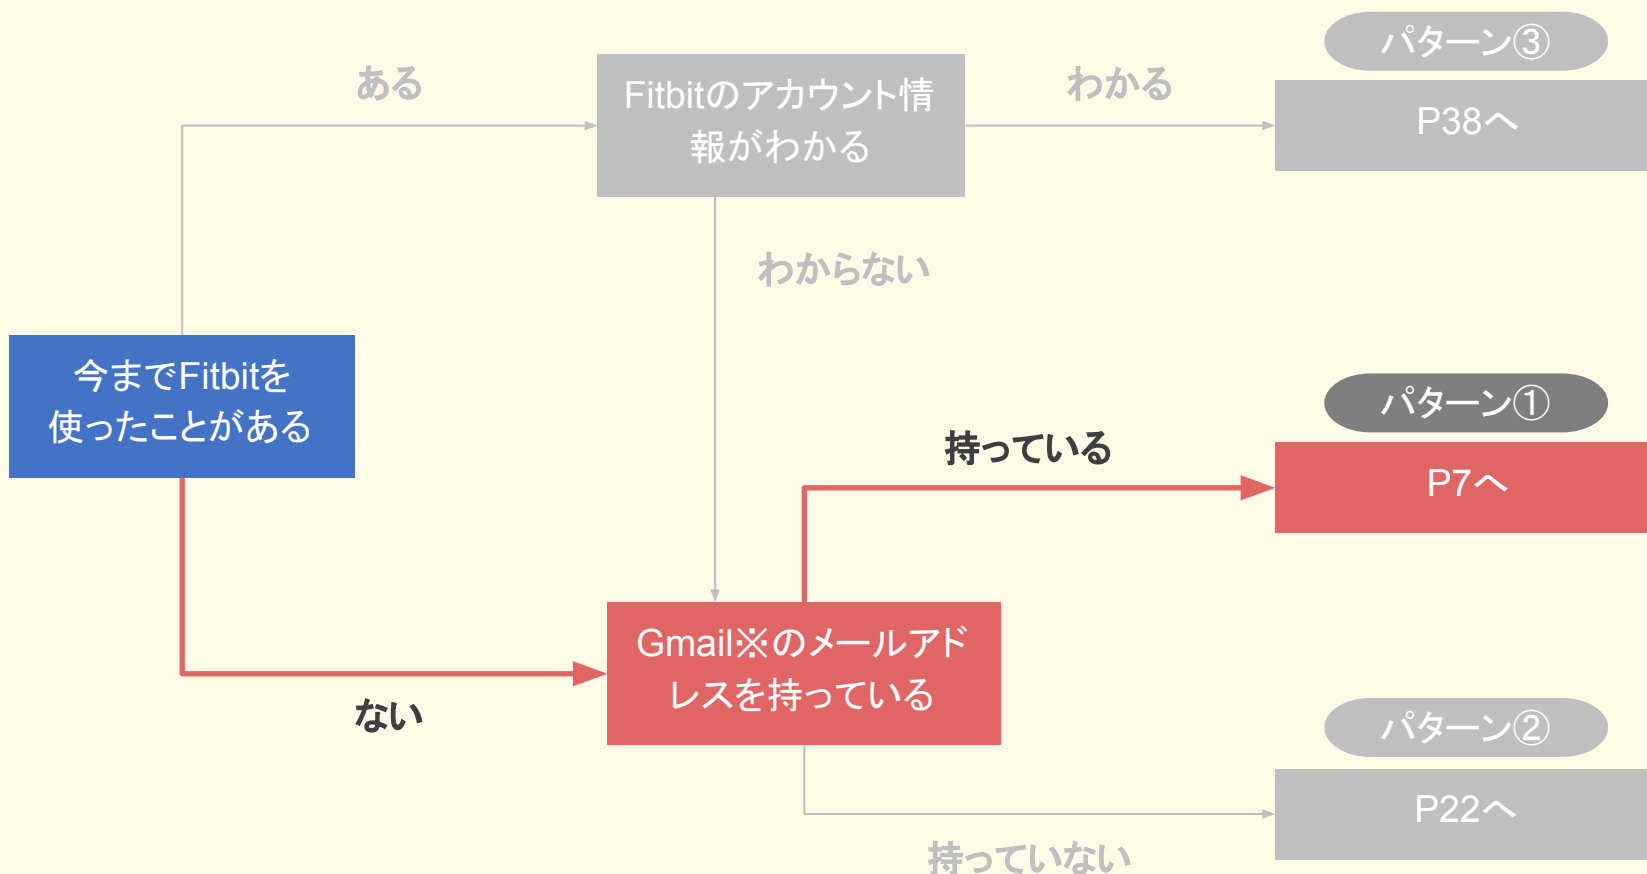 パターン③
ある
Fitbitのアカウント情
報がわかる
わかる
P38へ
わからない
今までFitbitを
使ったことがある
パターン①
持っている
P7へ
Gmail※のメールアド
レスを持っている
ない
パターン②
P22へ
持っていない